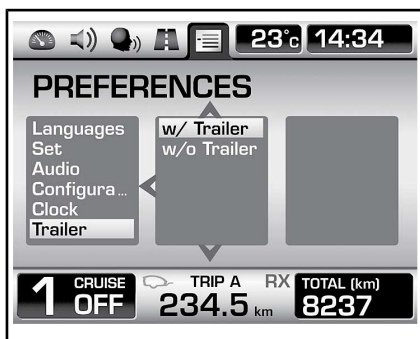 23°c 14:34
PREFERENCES
Languages
Set
Audio
Configura...
Clock
Trailer
w/ Trailer
w/o Trailer
1 CRUISE OFF
TRIP A
234.5 km
RX
TOTAL (km)
8237